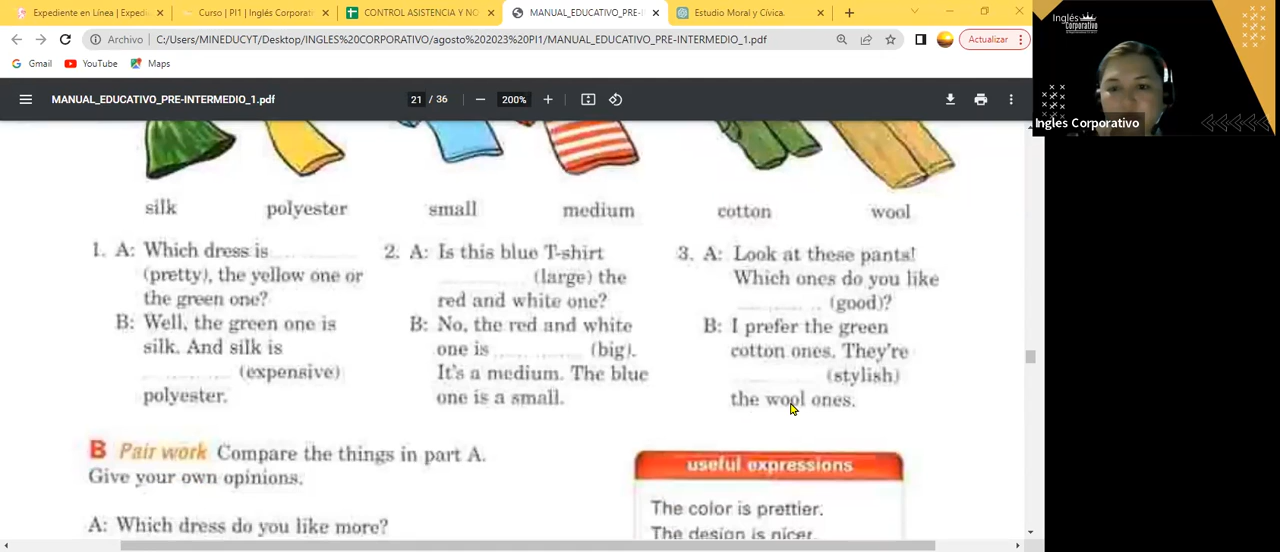 Expediente en Línea | Expedi
Curso | PI1 | Inglés Corporati
CONTROL ASISTENCIA Y NO
MANUAL_EDUCATIVO_PRE-
Estudio Moral y Cívica.
Archivo
C:/Users/MINEDUCYT/Desktop/INGLES%20CORPORATIVO/agosto%202023%20PI1/MANUAL_EDUCATIVO_PRE-INTERMEDIO_1.pdf
Actualizar
Gmail
YouTube
Maps
MANUAL_EDUCATIVO_PRE-INTERMEDIO_1.pdf
21 / 36
200%
Inglés
Corporativo
Ingles Corporativo
silk
polyester
small
medium
cotton
wool
1. A: Which dress is
(pretty), the yellow one or
the green one?
B: Well, the green one is
silk. And silk is
(expensive)
polyester.
2. A: Is this blue T-shirt
(large) the
red and white one?
B: No, the red and white
one is (big).
It's a medium. The blue
one is a small.
3. A: Look at these pants!
Which ones do you like
(good)?
B: I prefer the green
cotton ones. They're
(stylish)
the wool ones.
B Pair work Compare the things in part A.
Give your own opinions.
A: Which dress do you like more?
useful expressions
The color is prettier.
The design is nicer.